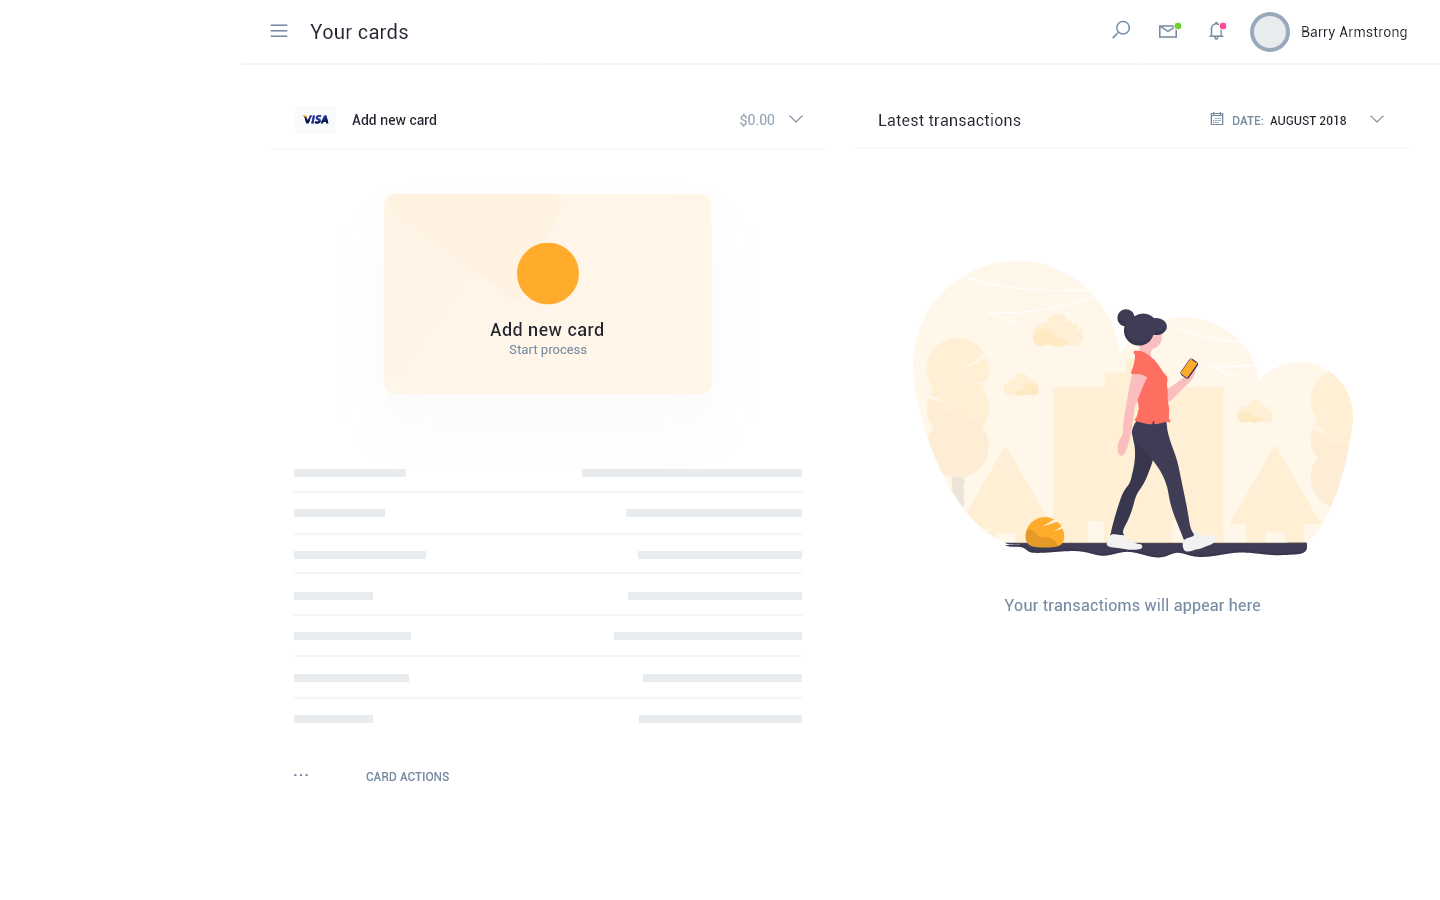 Your cards
Barry Armstrong
VISA
Add new card
$0.00
Latest transactions
DATE: AUGUST 2018
Add new card
Start process
Your transactioms will appear here
... CARD ACTIONS